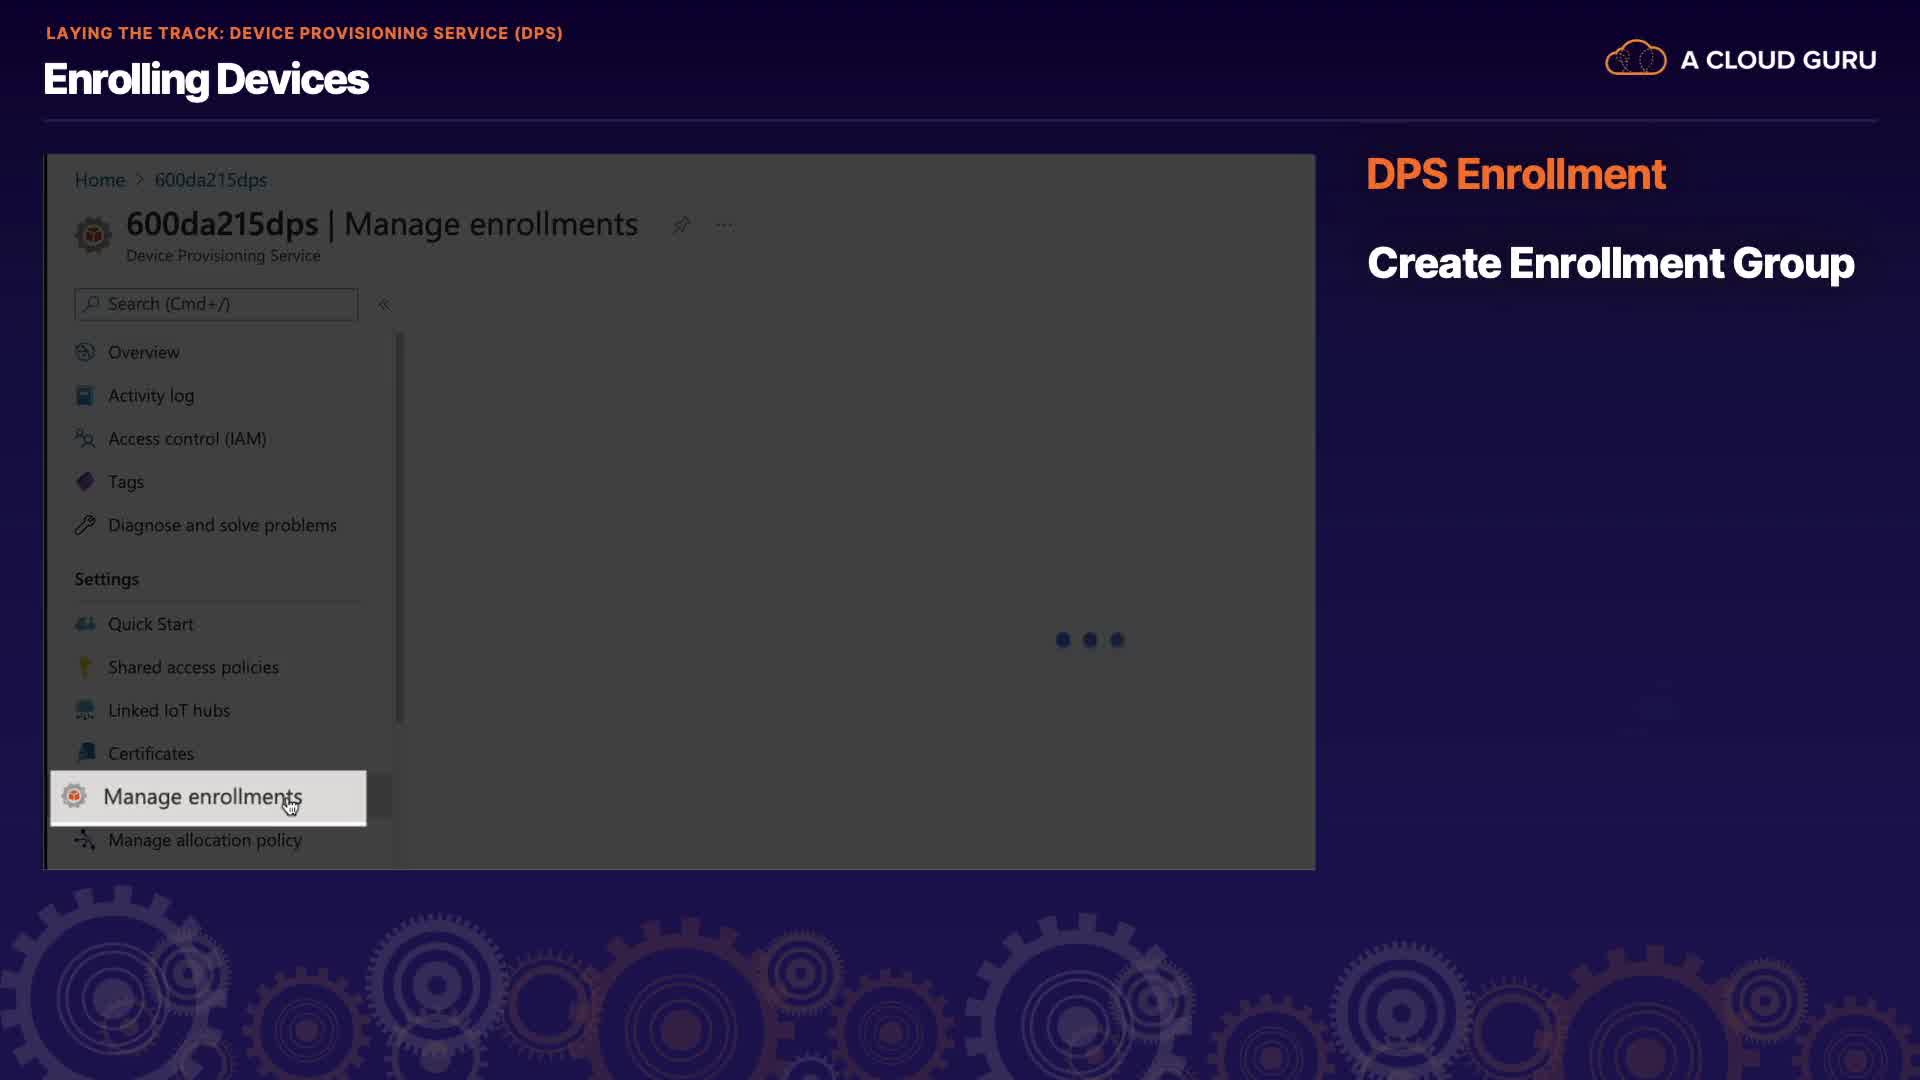 LAYING THE TRACK: DEVICE PROVISIONING SERVICE (DPS)
Enrolling Devices
A CLOUD GURU
Home > 600da215dps
600da215dps | Manage enrollments
Device Provisioning Service
Search (Cmd+/)
Overview
Activity log
Access control (IAM)
Tags
Diagnose and solve problems
Settings
Quick Start
Shared access policies
Linked IoT hubs
Certificates
Manage enrollments
Manage allocation policy
DPS Enrollment
Create Enrollment Group